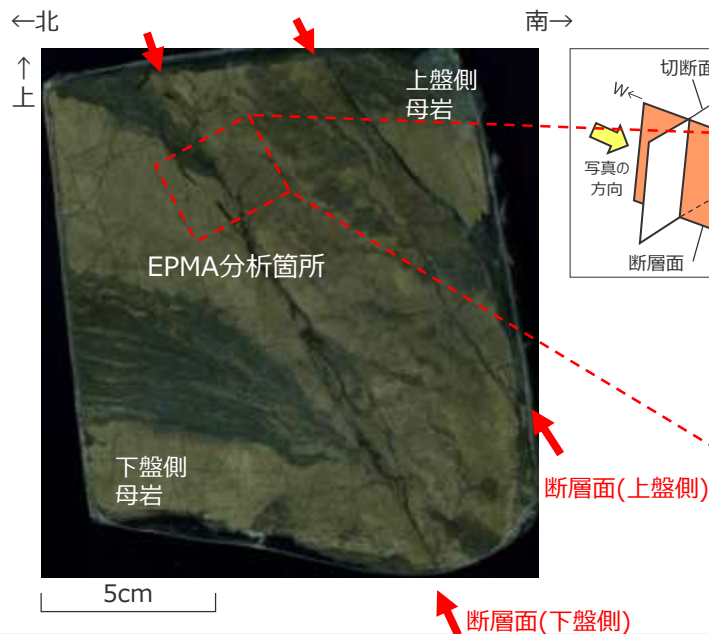 ←北
南→
↑
上
上盤側
母岩
EPMA分析箇所
下盤側
母岩
断層面(上盤側)
断層面(下盤側)
5cm
切断面
W←
写真の
方向
断層面